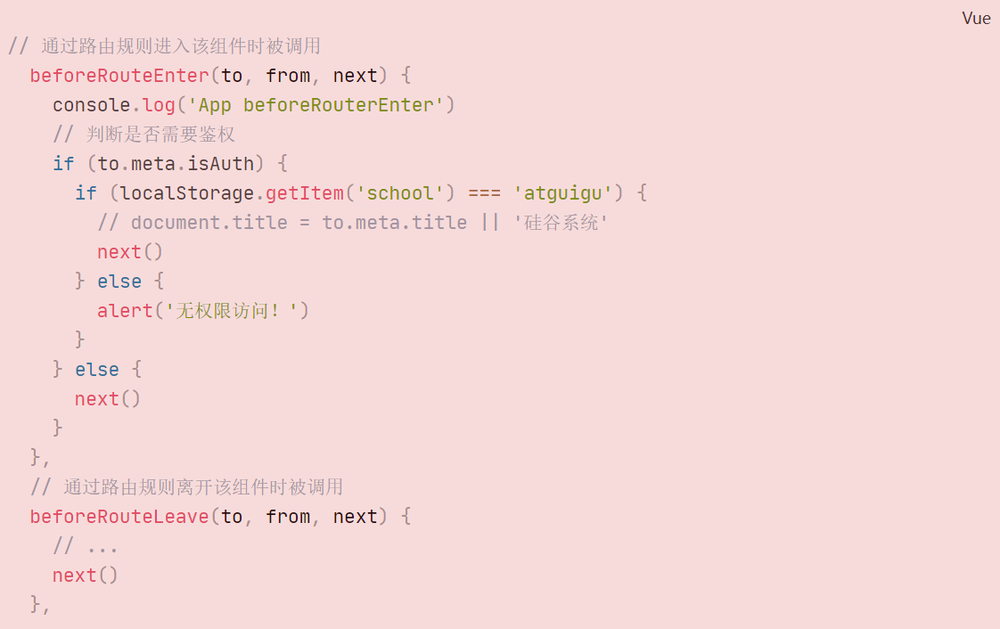 Vue
// 通过路由规则进入该组件时被调用
  beforeRouteEnter(to, from, next) {
    console.log('App beforeRouterEnter')
    // 判断是否需要鉴权
    if (to.meta.isAuth) {
      if (localStorage.getItem('school') === 'atguigu') {
        // document.title = to.meta.title || '硅谷系统'
        next()
      } else {
        alert('无权限访问！')
      }
    } else {
      next()
    }
  },
  // 通过路由规则离开该组件时被调用
  beforeRouteLeave(to, from, next) {
    // ...
    next()
  },